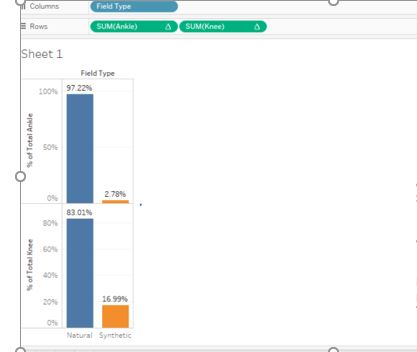 Columns Field Type
Rows SUM(Ankle) Δ SUM(Knee) Δ
Sheet 1
Field Type
% of Total Ankle
100%
50%
0%
97.22%
2.78%
% of Total Knee
80%
60%
40%
20%
0%
83.01%
16.99%
Natural Synthetic